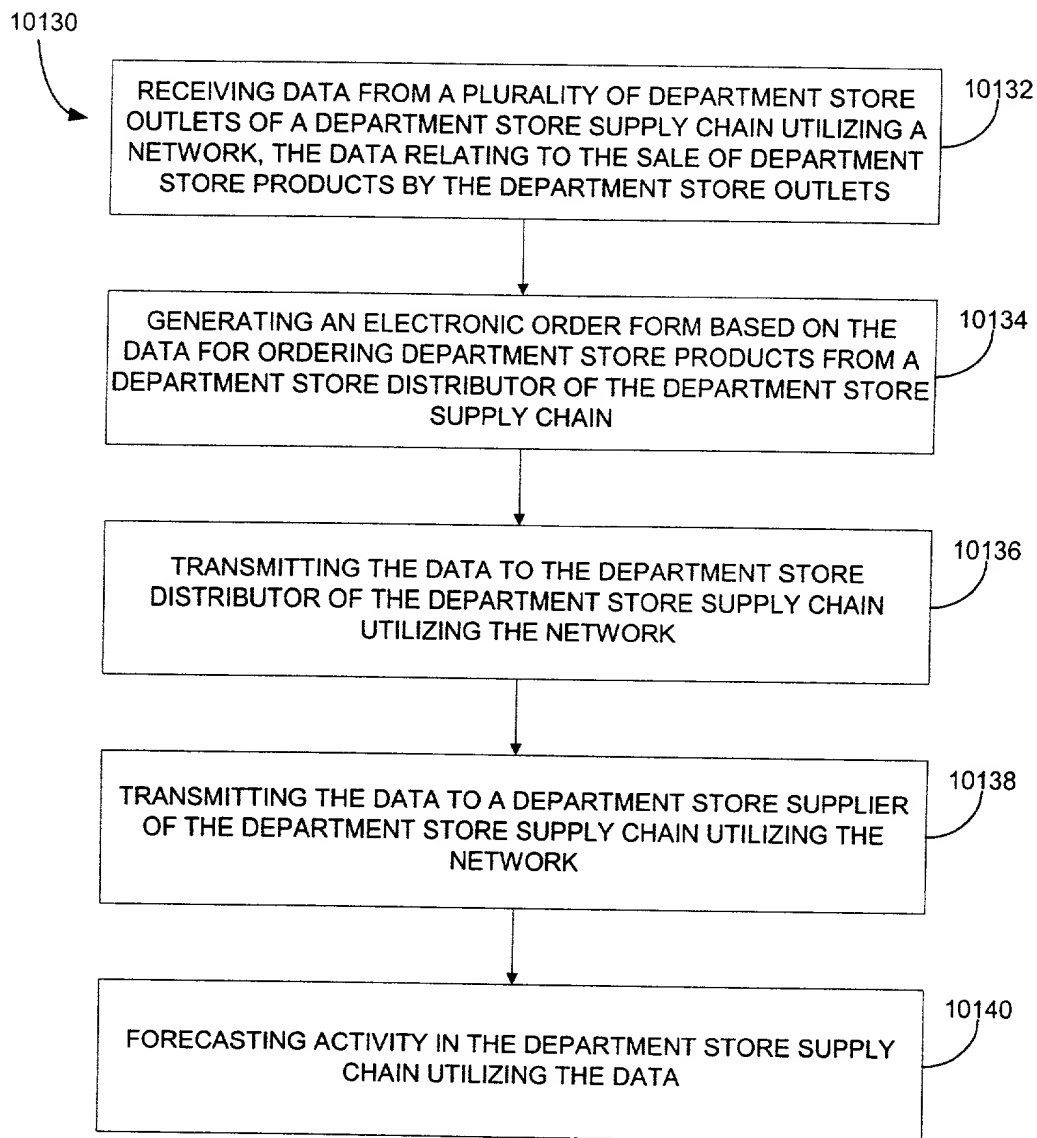 10130
RECEIVING DATA FROM A PLURALITY OF DEPARTMENT STORE
OUTLETS OF A DEPARTMENT STORE SUPPLY CHAIN UTILIZING A
NETWORK, THE DATA RELATING TO THE SALE OF DEPARTMENT
STORE PRODUCTS BY THE DEPARTMENT STORE OUTLETS
10132
GENERATING AN ELECTRONIC ORDER FORM BASED ON THE
DATA FOR ORDERING DEPARTMENT STORE PRODUCTS FROM A
DEPARTMENT STORE DISTRIBUTOR OF THE DEPARTMENT STORE
SUPPLY CHAIN
10134
TRANSMITTING THE DATA TO THE DEPARTMENT STORE
DISTRIBUTOR OF THE DEPARTMENT STORE SUPPLY CHAIN
UTILIZING THE NETWORK
10136
TRANSMITTING THE DATA TO A DEPARTMENT STORE SUPPLIER
OF THE DEPARTMENT STORE SUPPLY CHAIN UTILIZING THE
NETWORK
10138
FORECASTING ACTIVITY IN THE DEPARTMENT STORE SUPPLY
CHAIN UTILIZING THE DATA
10140